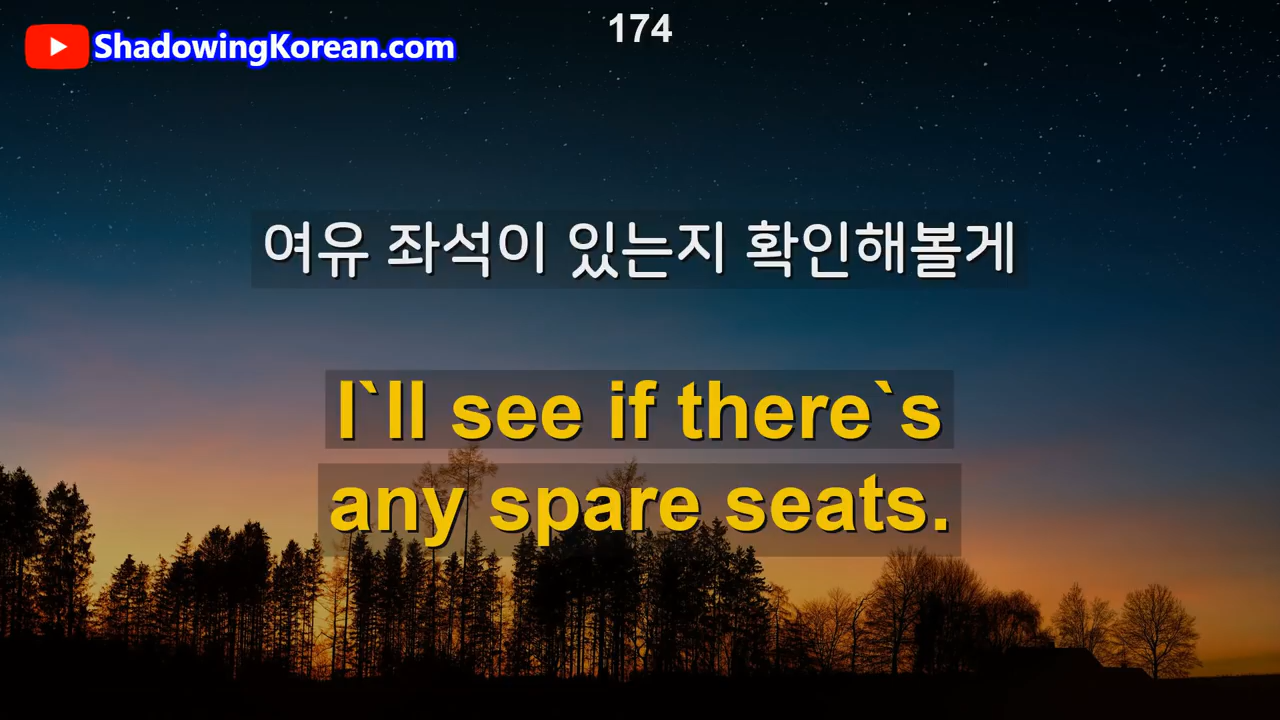 174
ShadowingKorean.com
여유 좌석이 있는지 확인해볼게
I`ll see if there`s
any spare seats.